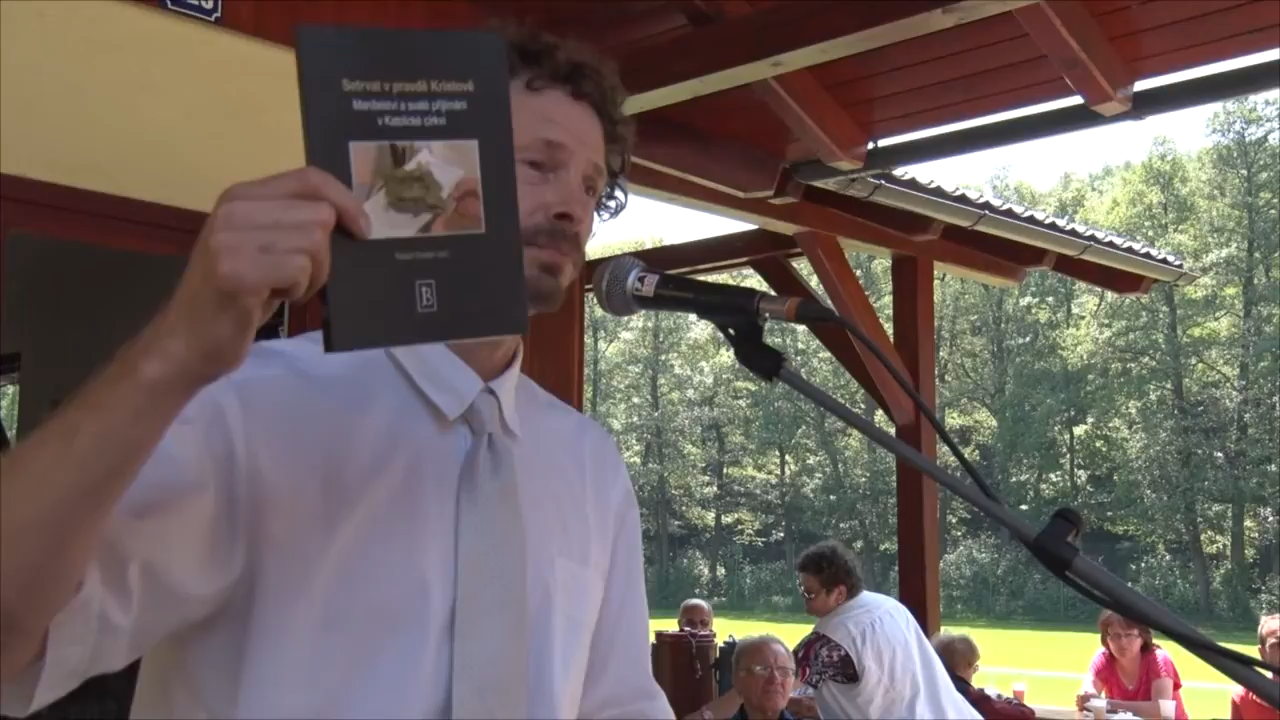 Setrvat v pravdě Kristově
Manželství a svaté přijímání
v Katolické církvi
B